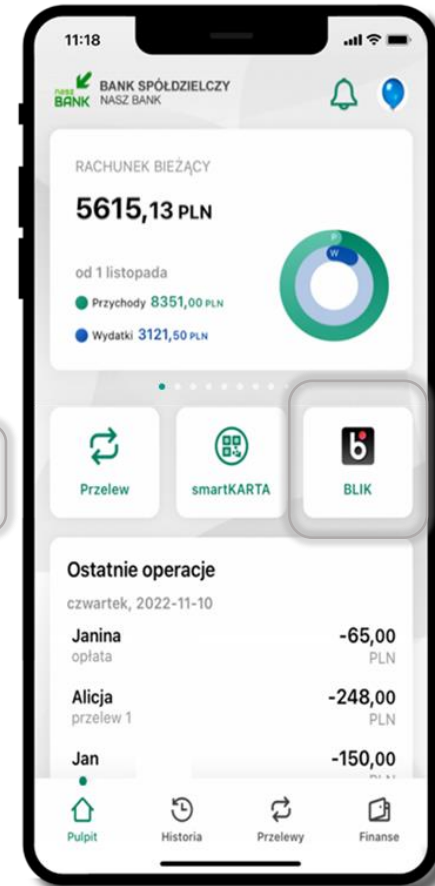 11:18
nasz
BANK
BANK SPÓŁDZIELCZY
NASZ BANK
RACHUNEK BIEŻĄCY
5615,13 PLN
od 1 listopada
Przychody 8351,00 PLN
Wydatki 3121,50 PLN
P
W
Przelew
smartKARTA
b
BLIK
Ostatnie operacje
czwartek, 2022-11-10
Janina -65,00
opłata PLN
Alicja -248,00
przelew 1 PLN
Jan -150,00
Pulpit Historia Przelewy Finanse